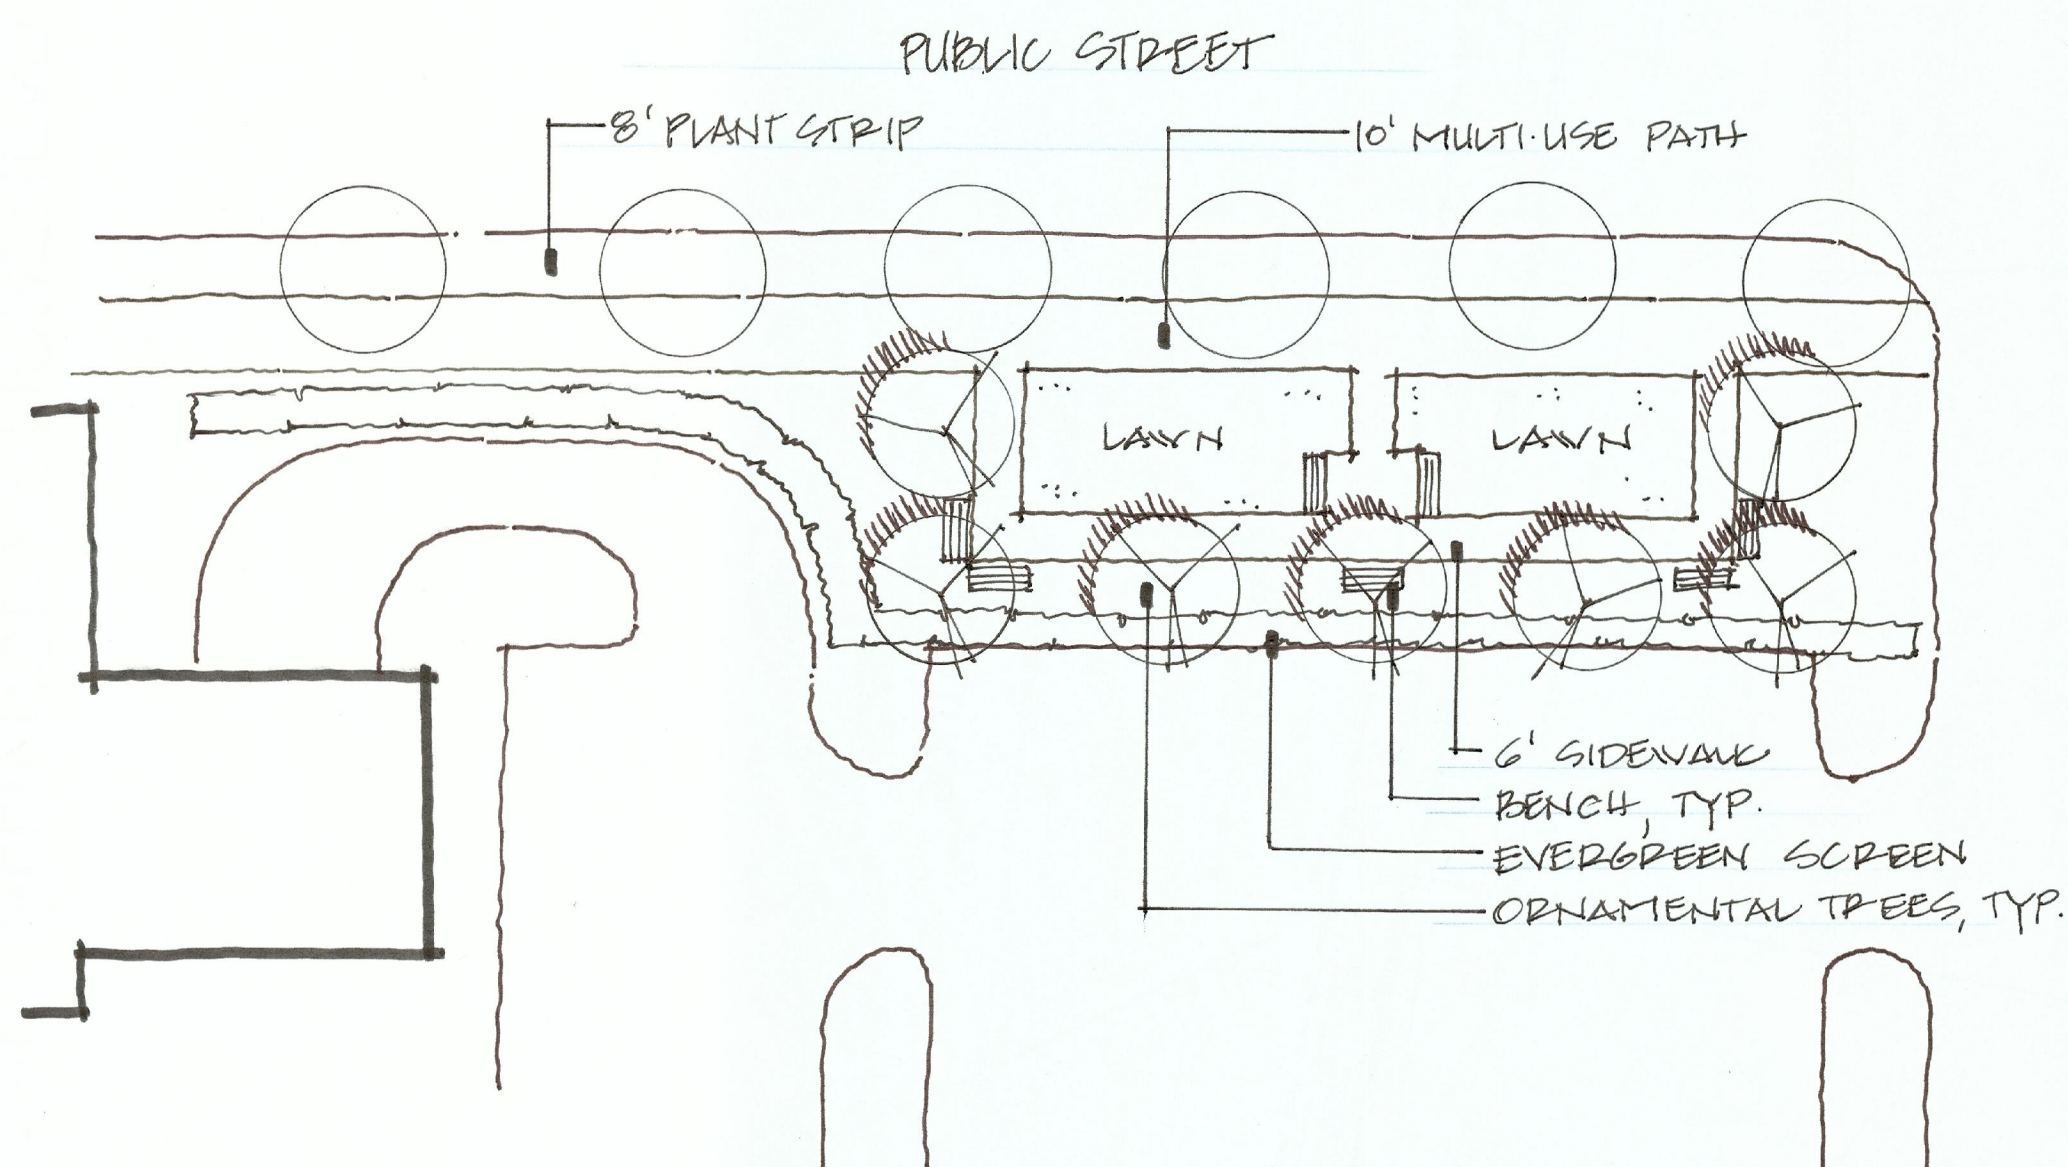 PUBLIC STREET
8' PLANT STRIP
10' MULTI-USE PATH
LAWN
LAWN
6' SIDEWALK
BENCH, TYP.
EVERGREEN SCREEN
ORNAMENTAL TREES, TYP.